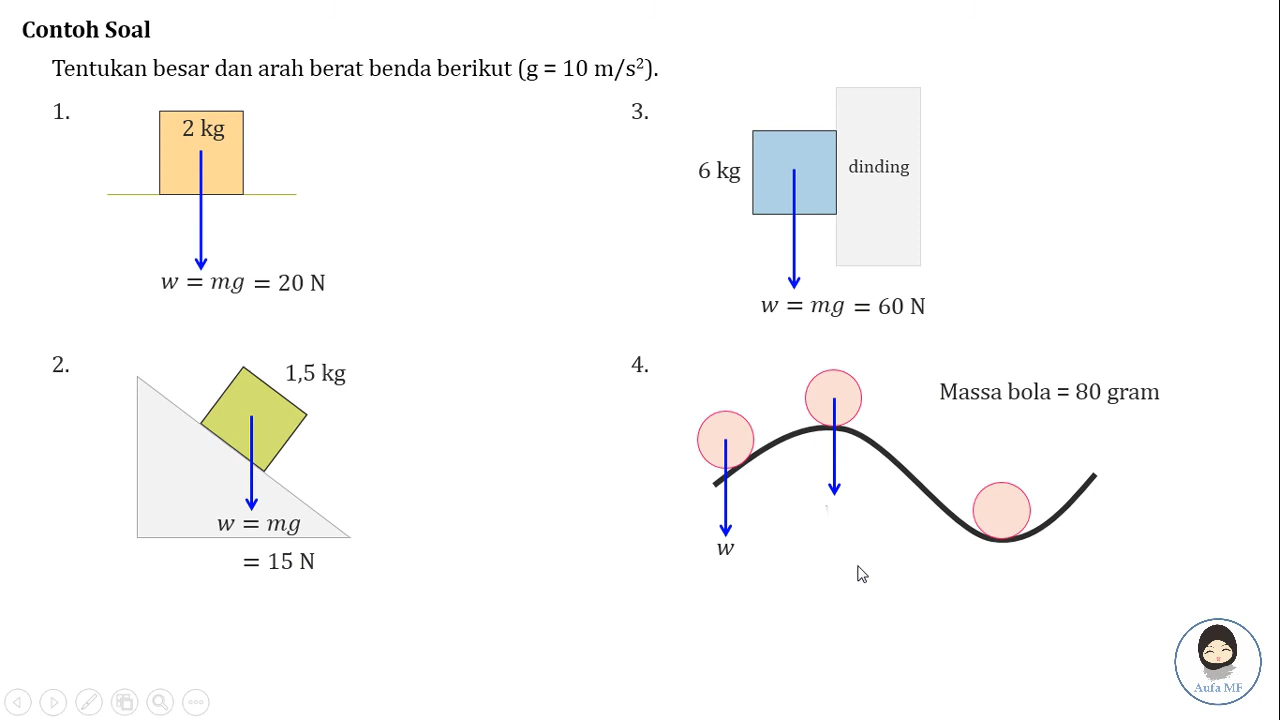 Contoh Soal
Tentukan besar dan arah berat benda berikut (g = 10 m/s²).
1.
2 kg
w = mg = 20 N
2.
1,5 kg
w = mg
= 15 N
3.
6 kg
dinding
w = mg = 60 N
4.
Massa bola = 80 gram
w
Aufa MF